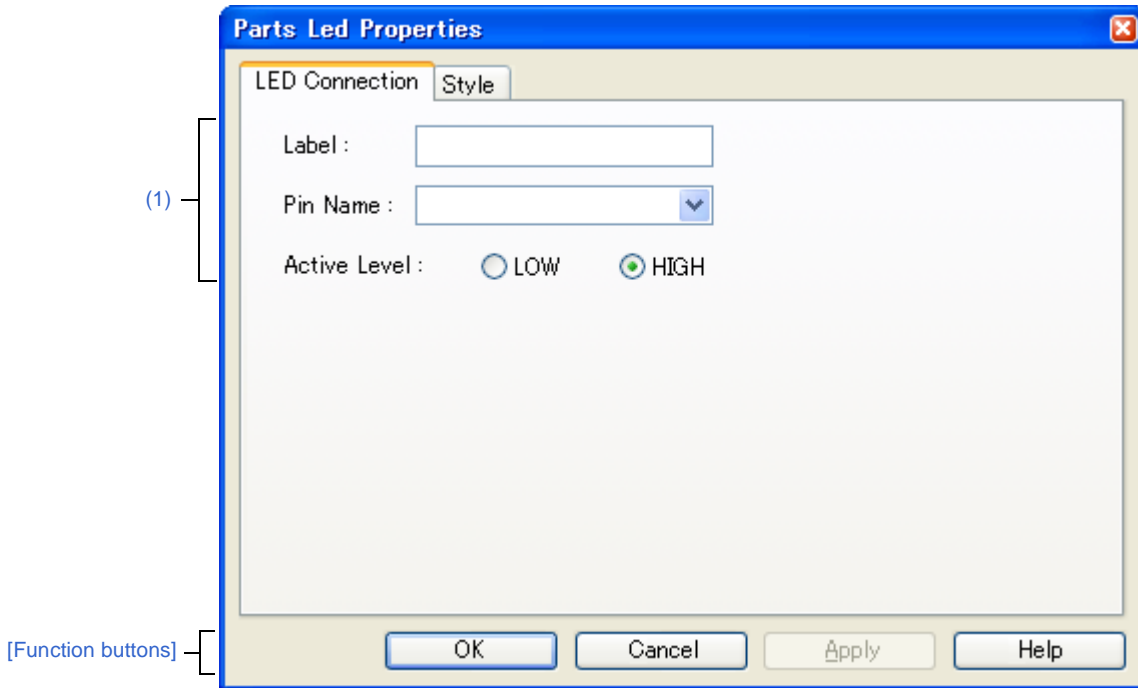 Parts Led Properties
LED Connection Style
Label :
(1) Pin Name :
Active Level : LOW HIGH
[Function buttons] OK Cancel Apply Help